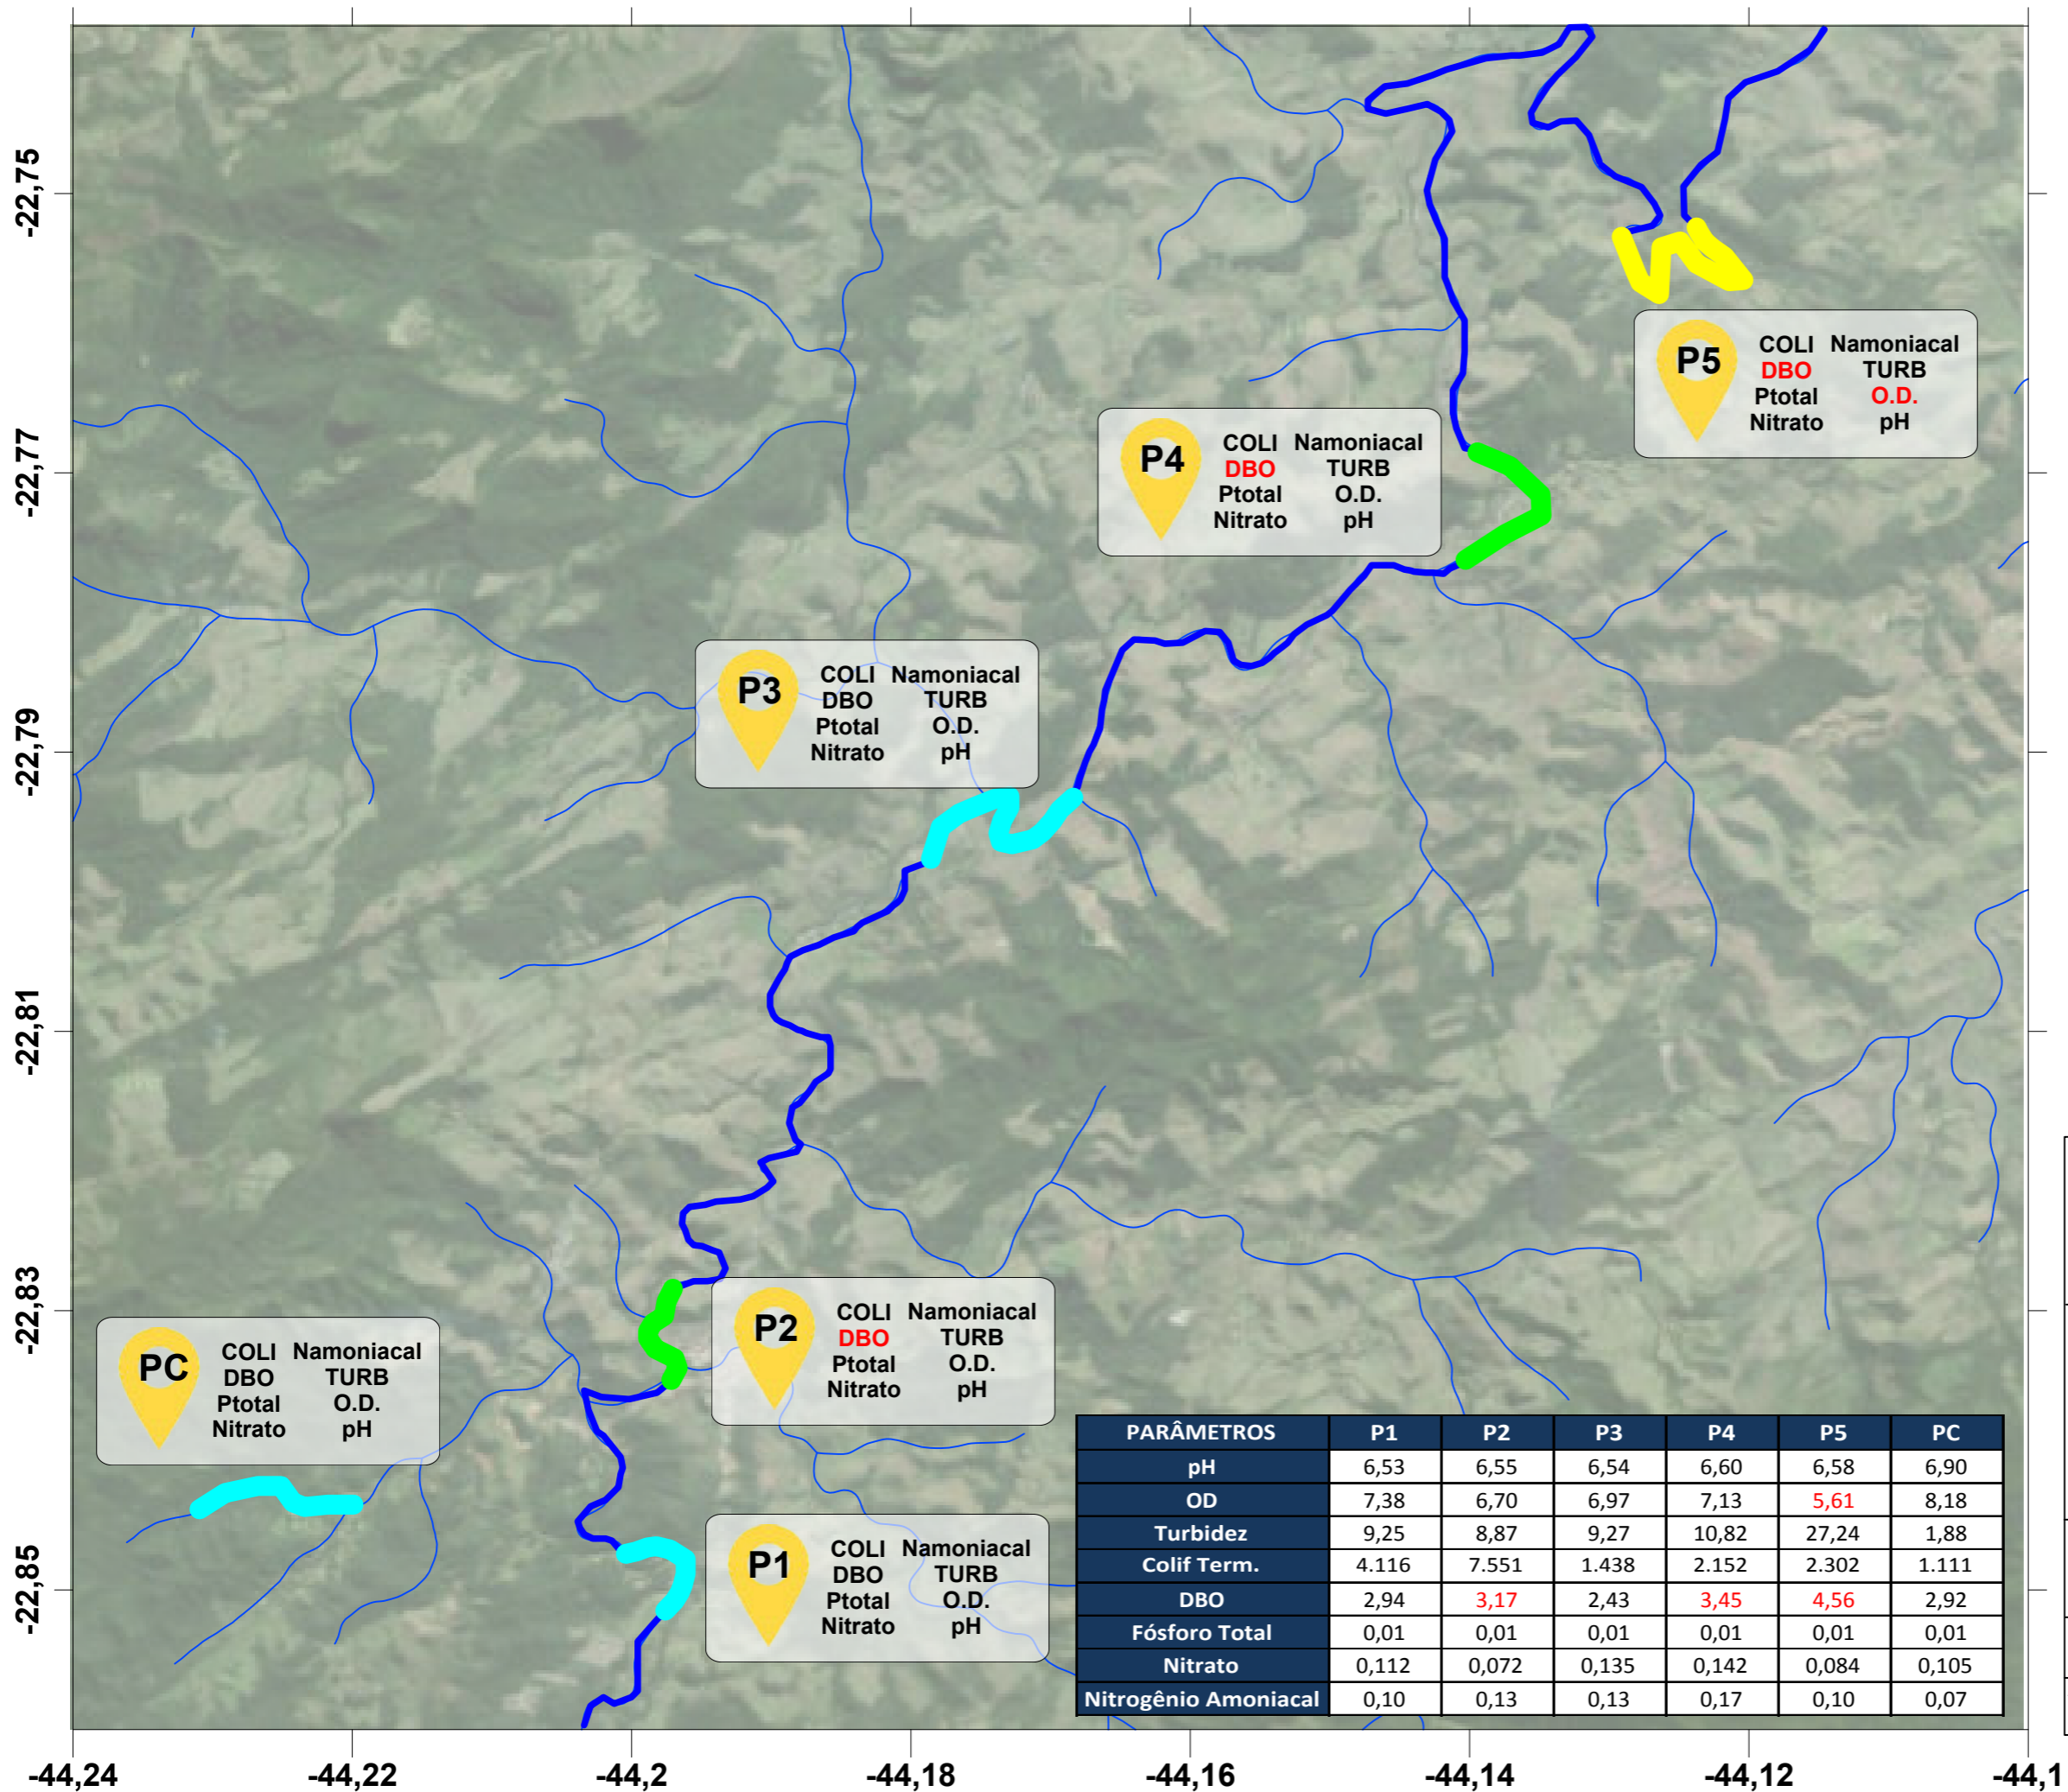 -22,75
-22,77
-22,79
-22,81
-22,83
-22,85
P5
COLI Namoniacal
DBO TURB
Ptotal O.D.
Nitrato pH
P4
COLI Namoniacal
DBO TURB
Ptotal O.D.
Nitrato pH
P3
COLI Namoniacal
DBO TURB
Ptotal O.D.
Nitrato pH
P2
COLI Namoniacal
DBO TURB
Ptotal O.D.
Nitrato pH
PC
COLI Namoniacal
DBO TURB
Ptotal O.D.
Nitrato pH
P1
COLI Namoniacal
DBO TURB
Ptotal O.D.
Nitrato pH
PARÂMETROS P1 P2 P3 P4 P5 PC
pH 6,53 6,55 6,54 6,60 6,58 6,90
OD 7,38 6,70 6,97 7,13 5,61 8,18
Turbidez 9,25 8,87 9,27 10,82 27,24 1,88
Colif Term. 4.116 7.551 1.438 2.152 2.302 1.111
DBO 2,94 3,17 2,43 3,45 4,56 2,92
Fósforo Total 0,01 0,01 0,01 0,01 0,01 0,01
Nitrato 0,112 0,072 0,135 0,142 0,084 0,105
Nitrogênio Amoniacal 0,10 0,13 0,13 0,17 0,10 0,07
-44,24 -44,22 -44,2 -44,18 -44,16 -44,14 -44,12 -44,1